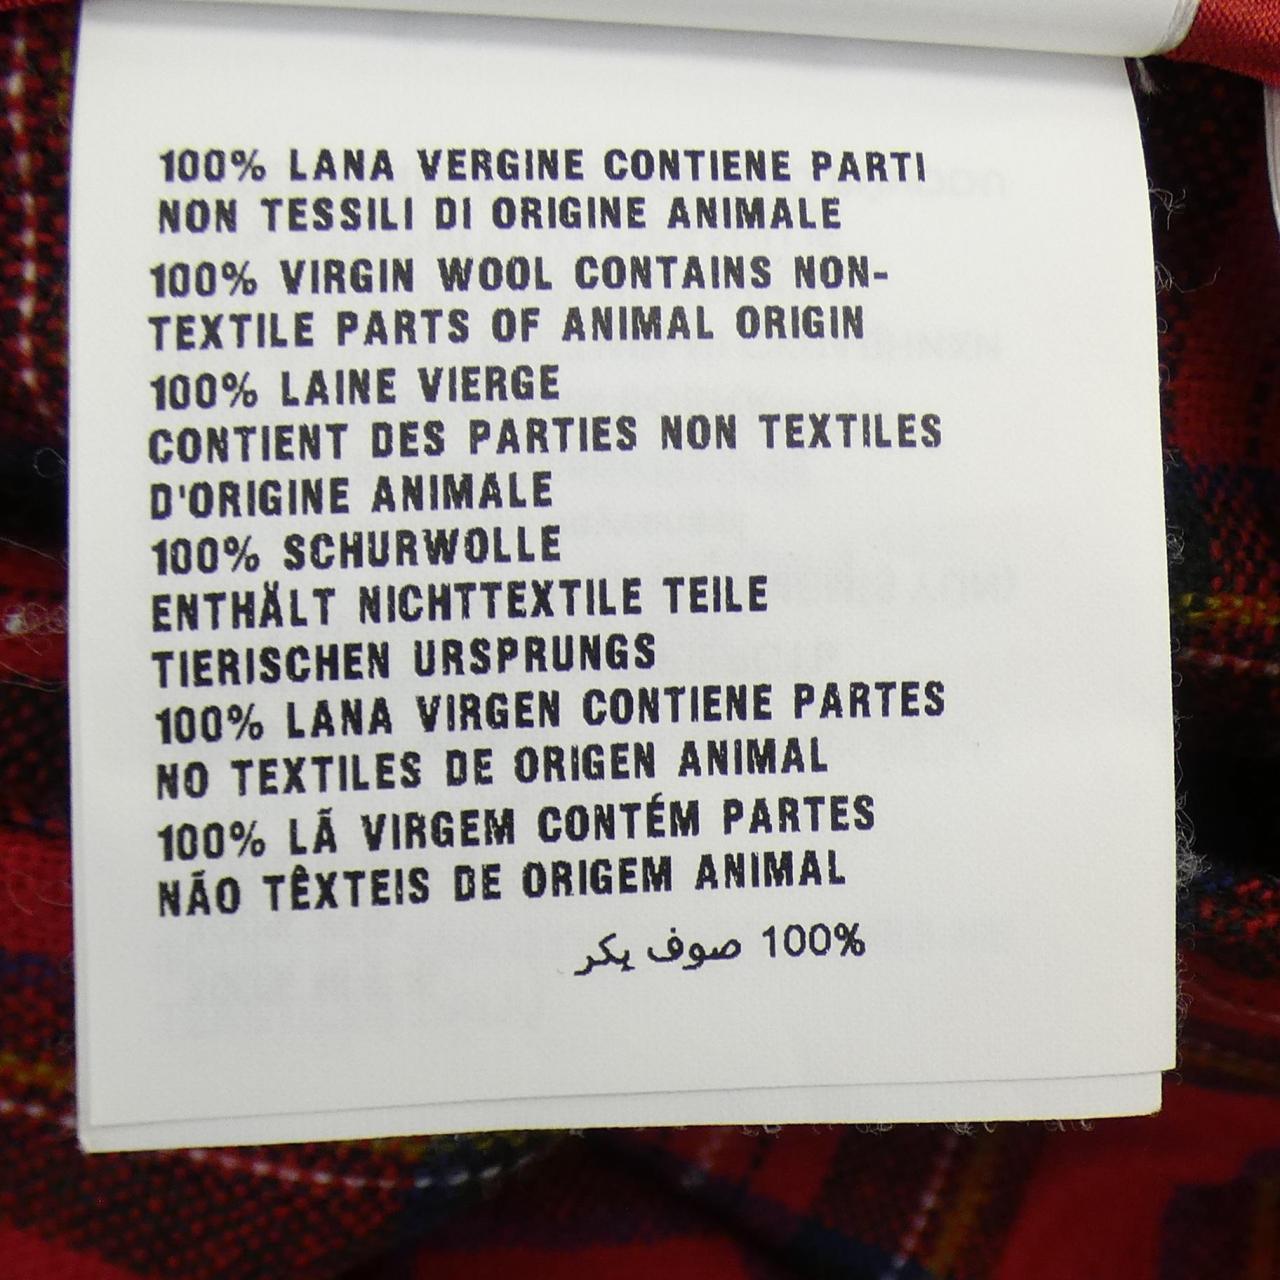 100% LANA VERGINE CONTIENE PARTI
NON TESSILI DI ORIGINE ANIMALE
100% VIRGIN WOOL CONTAINS NON-
TEXTILE PARTS OF ANIMAL ORIGIN
100% LAINE VIERGE
CONTIENT DES PARTIES NON TEXTILES
D'ORIGINE ANIMALE
100% SCHURWOLLE
ENTHÄLT NICHTTEXTILE TEILE
TIERISCHEN URSPRUNGS
100% LANA VIRGEN CONTIENE PARTES
NO TEXTILES DE ORIGEN ANIMAL
100% LÃ VIRGEM CONTÉM PARTES
NÃO TÊXTEIS DE ORIGEM ANIMAL
100% صوف بكر